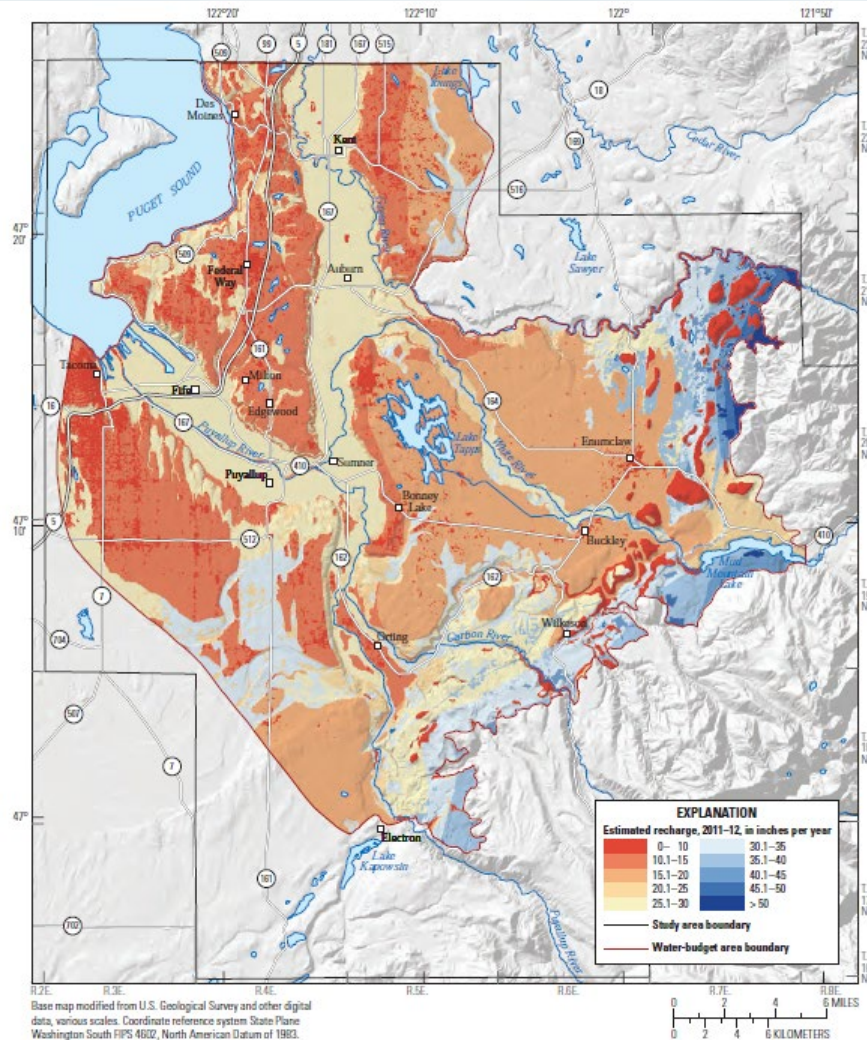 122°20'
122°10'
122°
121°50'
509
99
5
181
167
515
Lake
Youngs
18
Des
Moines
Kent
169
Cedar River
516
PUGET SOUND
167
Green River
47°
20'
509
Lake
Sawyer
Federal
Way
Auburn
161
Tacoma
Milton
Fife
Edgewood
16
164
167
Puyallup River
Lake
Tapps
White River
Enumclaw
410
Sumner
Puyallup
Bonney
Lake
47°
10'
5
512
162
Buckley
410
Mud
Mountain
Lake
7
162
Wilkeson
704
Orting
Carbon River
507
7
47°
Electron
Lake
Kapowsin
161
702
Puyallup River
EXPLANATION
Estimated recharge, 2011–12, in inches per year
0– 10
10.1–15
15.1–20
20.1–25
25.1–30
30.1–35
35.1–40
40.1–45
45.1–50
> 50
Study area boundary
Water-budget area boundary
R.2E.
R.3E.
R.4E.
R.5E.
R.6E.
R.7E.
R.8E.
Base map modified from U.S. Geological Survey and other digital
data, various scales. Coordinate reference system State Plane
Washington South FIPS 4602, North American Datum of 1983.
0 2 4 6 MILES
0 2 4 6 KILOMETERS